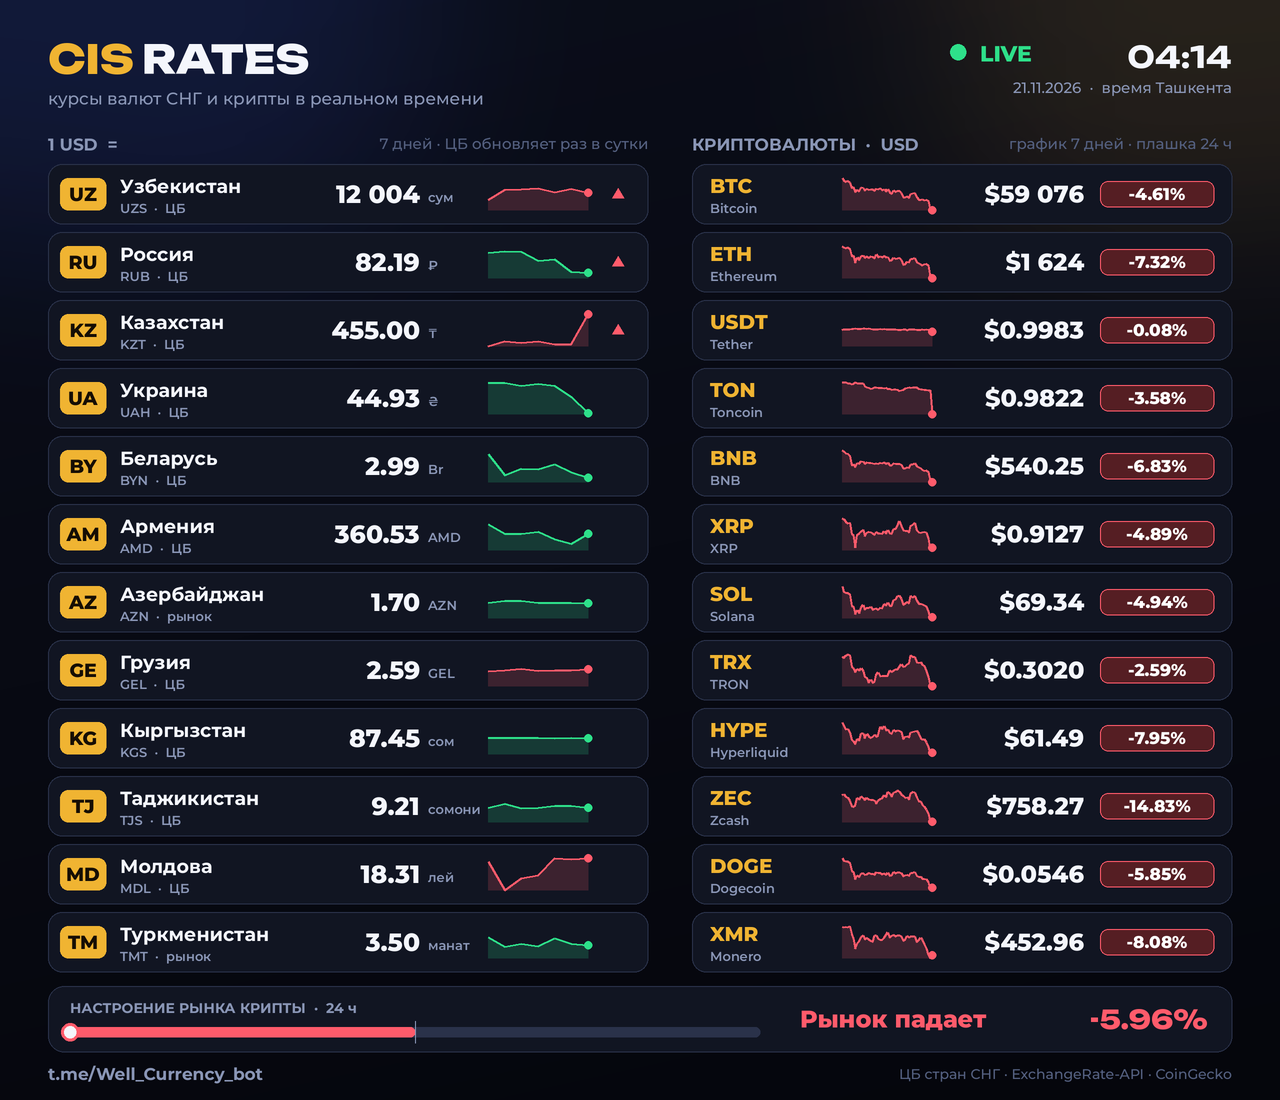 CIS RATES
LIVE 04:14
курсы валют СНГ и крипты в реальном времени
21.11.2026 · время Ташкента
1 USD =
7 дней · ЦБ обновляет раз в сутки
UZ Узбекистан 12 004 сум
UZS · ЦБ
RU Россия 82.19 ₽
RUB · ЦБ
KZ Казахстан 455.00 ₸
KZT · ЦБ
UA Украина 44.93 ₴
UAH · ЦБ
BY Беларусь 2.99 Br
BYN · ЦБ
AM Армения 360.53 AMD
AMD · ЦБ
AZ Азербайджан 1.70 AZN
AZN · рынок
GE Грузия 2.59 GEL
GEL · ЦБ
KG Кыргызстан 87.45 сом
KGS · ЦБ
TJ Таджикистан 9.21 сомони
TJS · ЦБ
MD Молдова 18.31 лей
MDL · ЦБ
TM Туркменистан 3.50 манат
TMT · рынок
КРИПТОВАЛЮТЫ · USD
график 7 дней · плашка 24 ч
BTC $59 076 -4.61%
Bitcoin
ETH $1 624 -7.32%
Ethereum
USDT $0.9983 -0.08%
Tether
TON $0.9822 -3.58%
Toncoin
BNB $540.25 -6.83%
BNB
XRP $0.9127 -4.89%
XRP
SOL $69.34 -4.94%
Solana
TRX $0.3020 -2.59%
TRON
HYPE $61.49 -7.95%
Hyperliquid
ZEC $758.27 -14.83%
Zcash
DOGE $0.0546 -5.85%
Dogecoin
XMR $452.96 -8.08%
Monero
НАСТРОЕНИЕ РЫНКА КРИПТЫ · 24 ч
Рынок падает -5.96%
t.me/Well_Currency_bot
ЦБ стран СНГ · ExchangeRate-API · CoinGecko